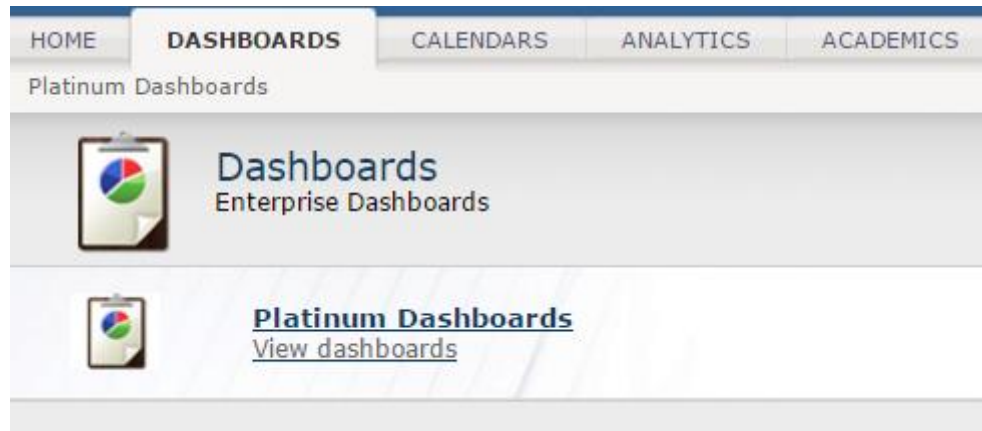 HOME DASHBOARDS CALENDARS ANALYTICS ACADEMICS
Platinum Dashboards
Dashboards
Enterprise Dashboards
Platinum Dashboards
View dashboards